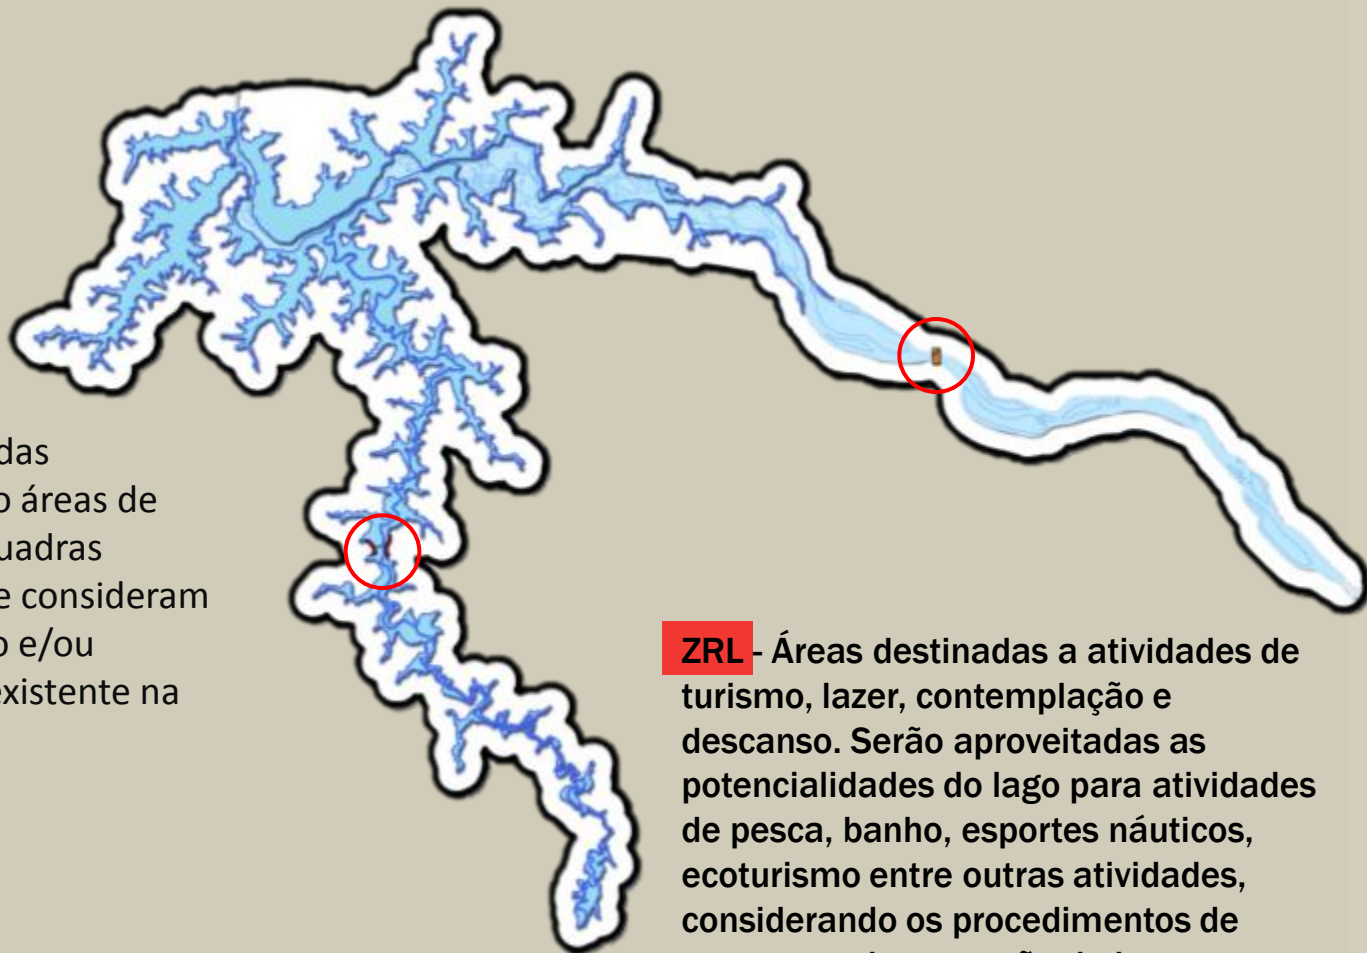 das
o áreas de
uadras
e consideram
o e/ou
existente na
ZRL - Áreas destinadas a atividades de
turismo, lazer, contemplação e
descanso. Serão aproveitadas as
potencialidades do lago para atividades
de pesca, banho, esportes náuticos,
ecoturismo entre outras atividades,
considerando os procedimentos de